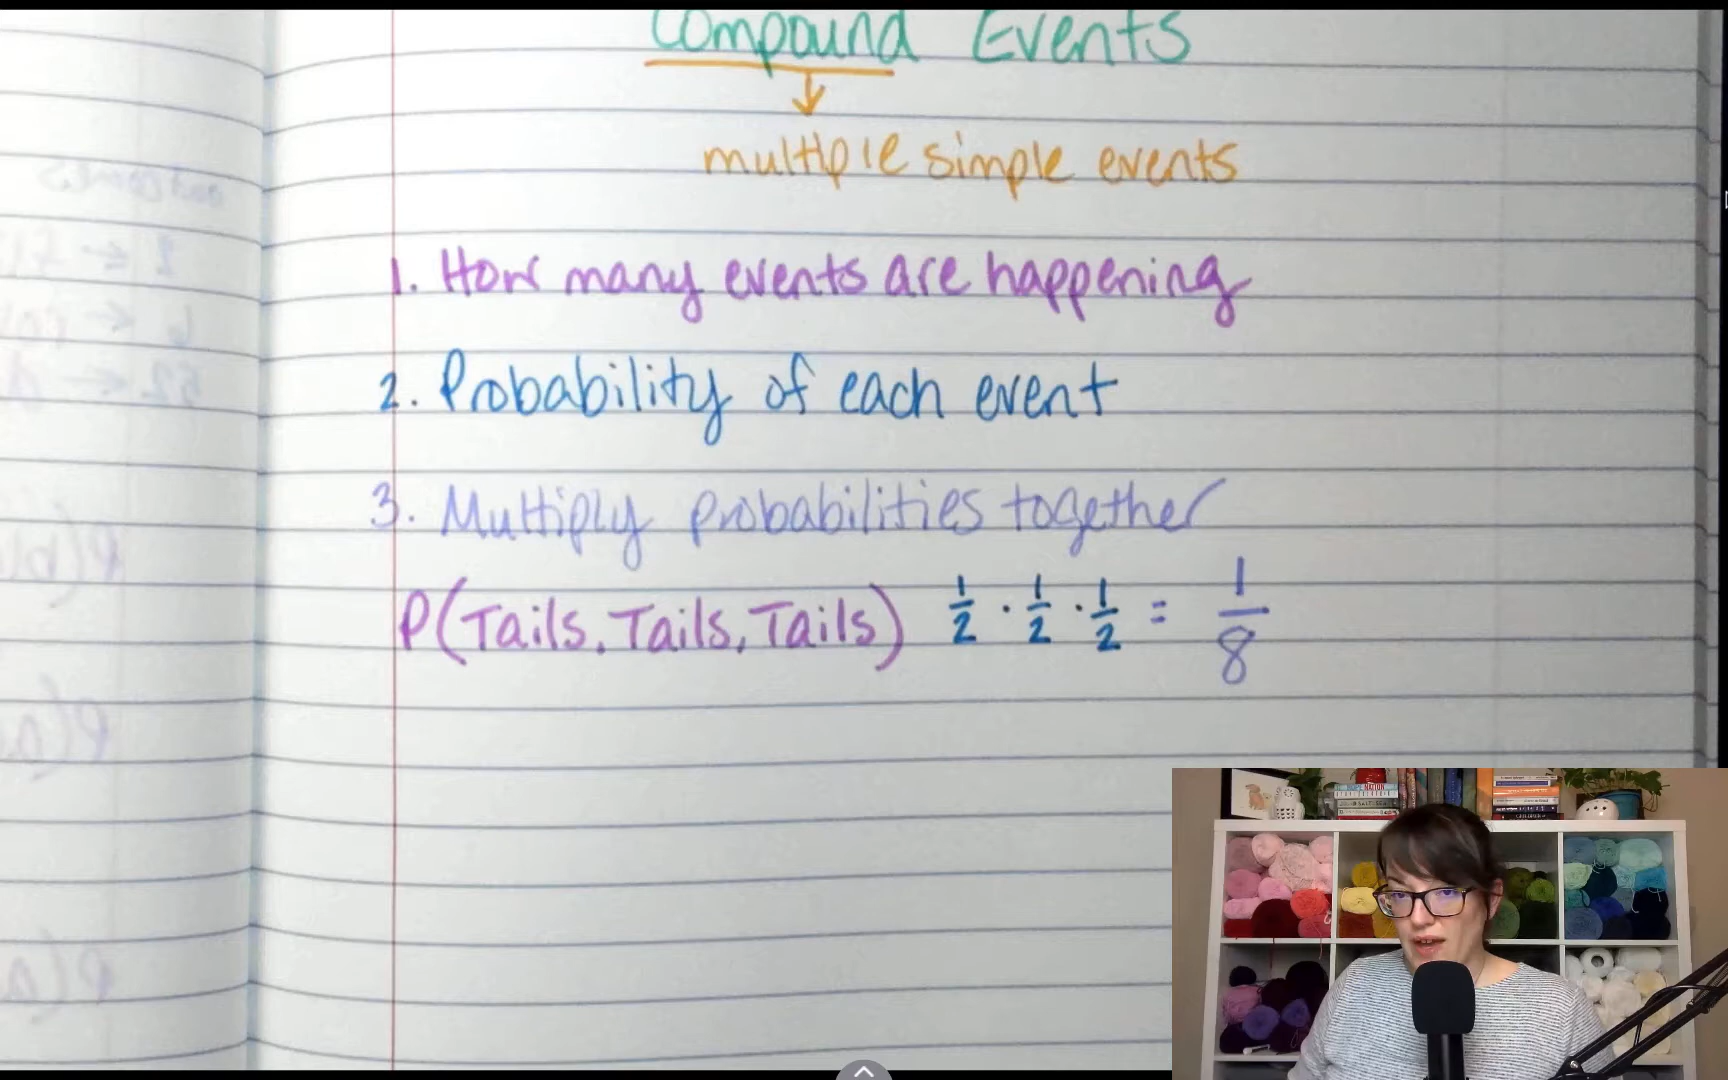 Compound Events
multiple simple events
1. How many events are happening
2. Probability of each event
3. Multiply probabilities together
P(Tails, Tails, Tails) 1/2 · 1/2 · 1/2 = 1/8